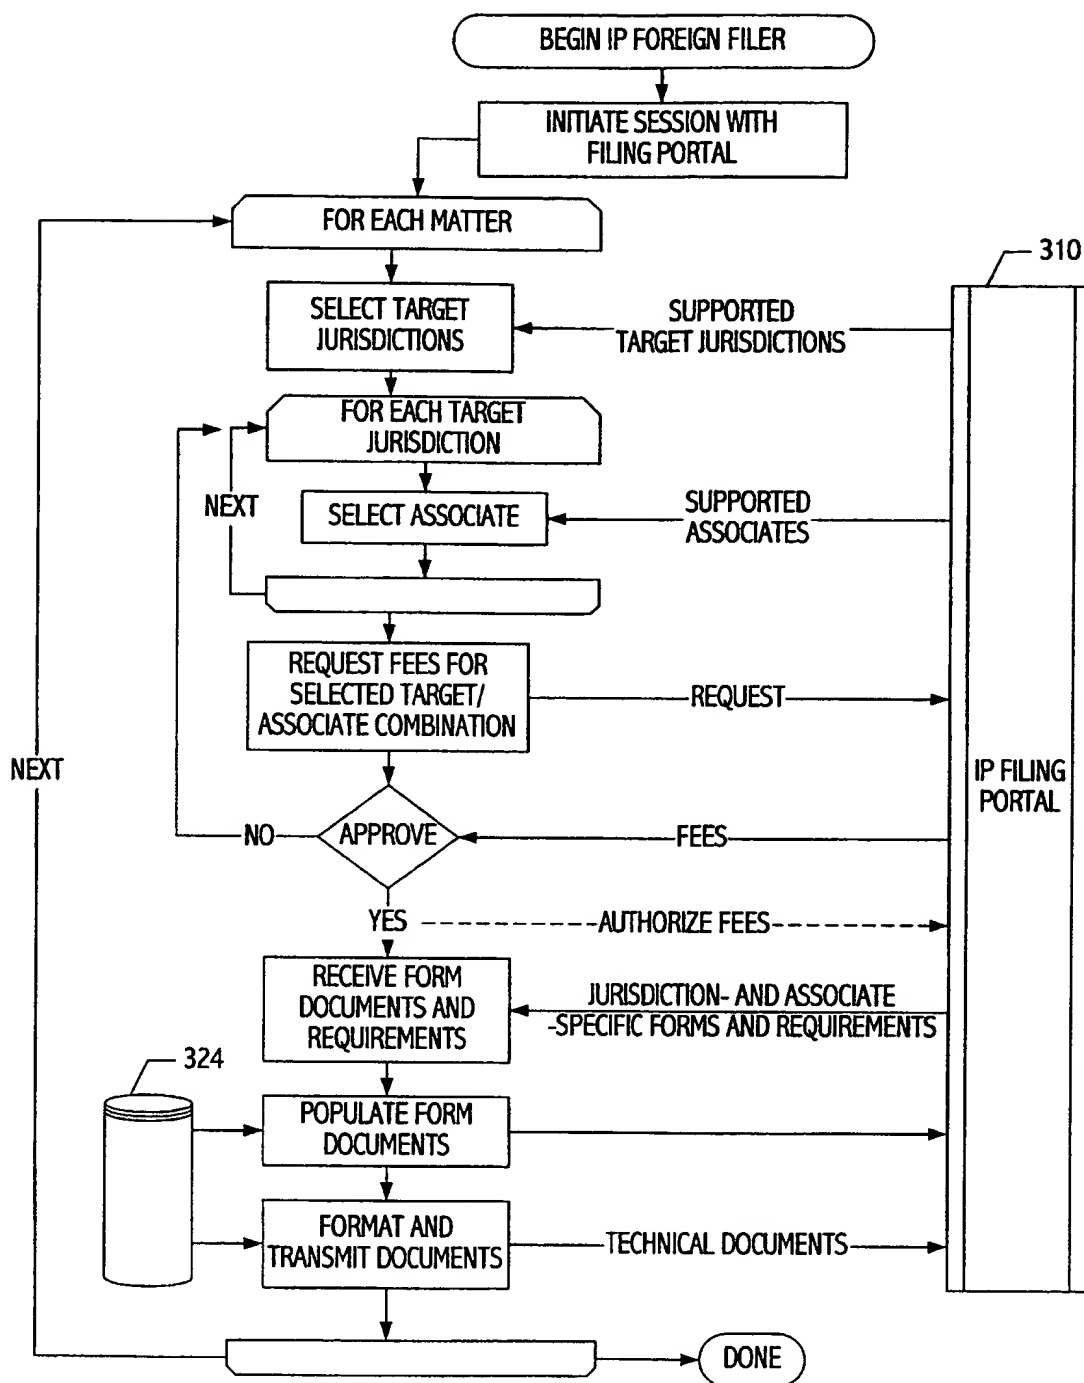 BEGIN IP FOREIGN FILER
INITIATE SESSION WITH
FILING PORTAL
FOR EACH MATTER
310
SELECT TARGET
JURISDICTIONS
SUPPORTED
TARGET JURISDICTIONS
FOR EACH TARGET
JURISDICTION
NEXT
SELECT ASSOCIATE
SUPPORTED
ASSOCIATES
REQUEST FEES FOR
SELECTED TARGET/
ASSOCIATE COMBINATION
REQUEST
NEXT
IP FILING
PORTAL
NO
APPROVE
FEES
YES
AUTHORIZE FEES
RECEIVE FORM
DOCUMENTS AND
REQUIREMENTS
JURISDICTION- AND ASSOCIATE
-SPECIFIC FORMS AND REQUIREMENTS
324
POPULATE FORM
DOCUMENTS
FORMAT AND
TRANSMIT DOCUMENTS
TECHNICAL DOCUMENTS
DONE